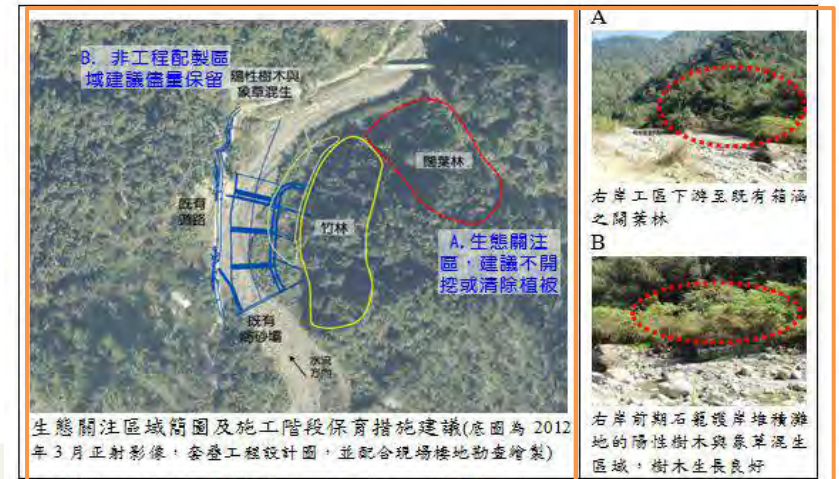 B. 非工程配製區
域建議儘量保留
陽性樹木與
象草混生
闊葉林
既有
道路
竹林
A.生態關注
區，建議不開
挖或清除植被
既有
防砂壩
水流
方向
生態關注區域簡圖及施工階段保育措施建議(底圖為 2012
年 3 月正射影像，套疊工程設計圖，並配合現場棲地勘查繪製)
A
右岸工區下游至既有箱涵
之闊葉林
B
右岸前期石籠護岸堆積灘
地的陽性樹木與象草混生
區域，樹木生長良好